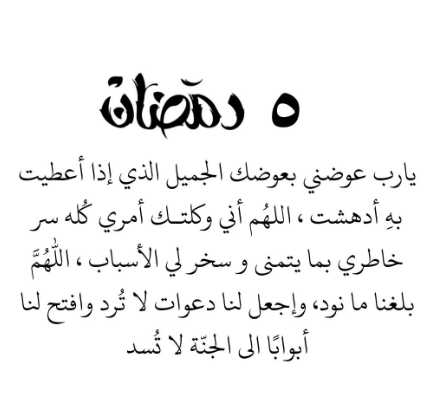 ٥ رمضان
يارب عوضني بعوضك الجميل الذي إذا أعطيت
بهِ أدهشت ، اللهُم أني وكلتــك أمري كُله سر
خاطري بما يتمنى و سخر لي الأسباب ، اللّهُمَّ
بلغنا ما نود، وإجعل لنا دعوات لا تُرد وافتح لنا
أبوابًا الى الجنّة لا تُسد